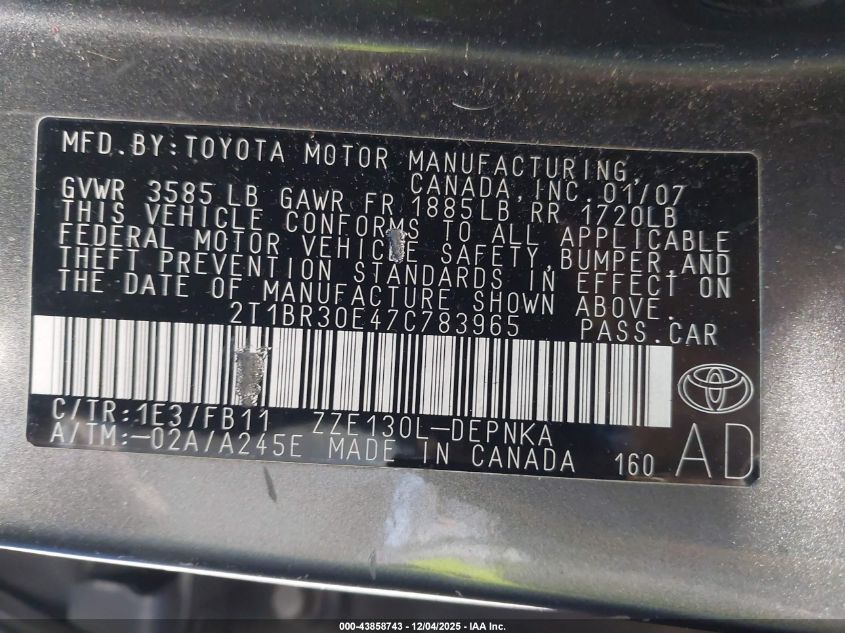 MFD.BY:TOYOTA MOTOR MANUFACTURING,
CANADA,INC.01/07
GVWR 3585LB GAWR FR 1885LB RR 1720LB
THIS VEHICLE CONFORMS TO ALL APPLICABLE
FEDERAL MOTOR VEHICLE SAFETY,BUMPER,AND
THEFT PREVENTION STANDARDS IN EFFECT ON
THE DATE OF MANUFACTURE SHOWN ABOVE.
2T1BR30E47C783965 PASS.CAR
C/TR:1E3/FB11 ZZE130L-DEPNKA
A/TM:-02A/A245E MADE IN CANADA 160 AD
000-43858743 - 12/04/2025 - IAA Inc.